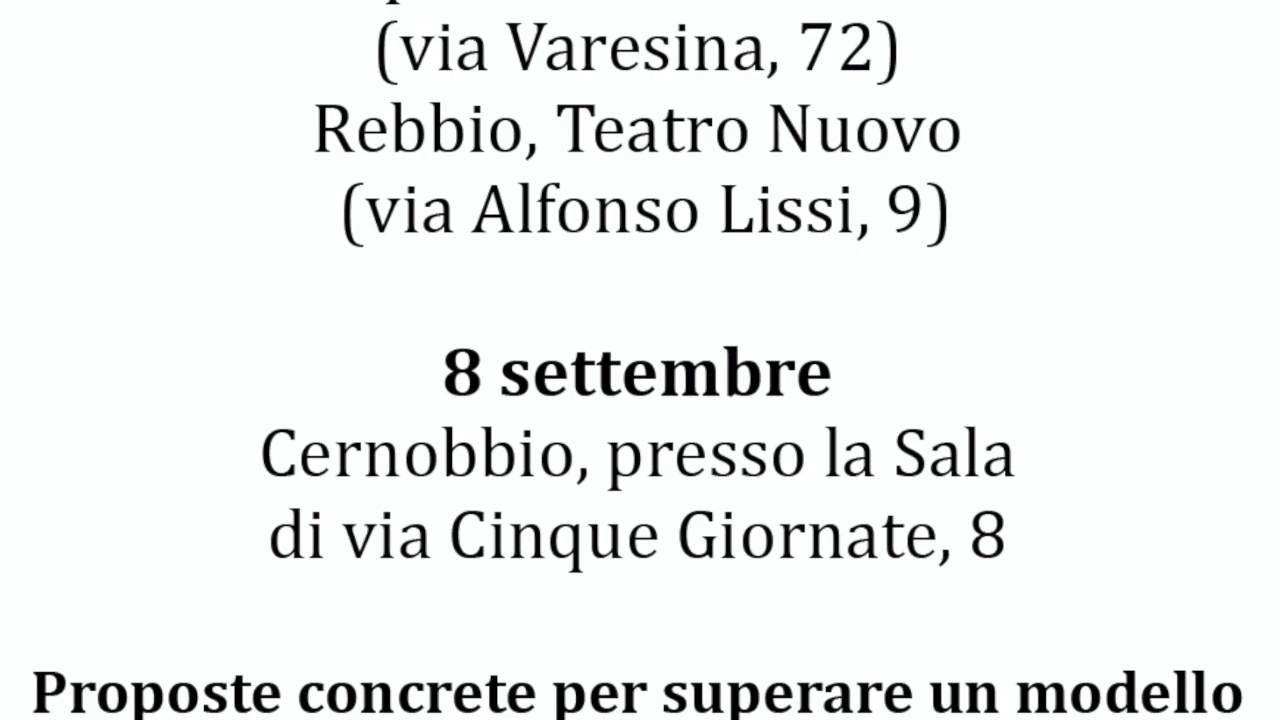 (via Varesina, 72)
Rebbio, Teatro Nuovo
(via Alfonso Lissi, 9)
8 settembre
Cernobbio, presso la Sala
di via Cinque Giornate, 8
Proposte concrete per superare un modello